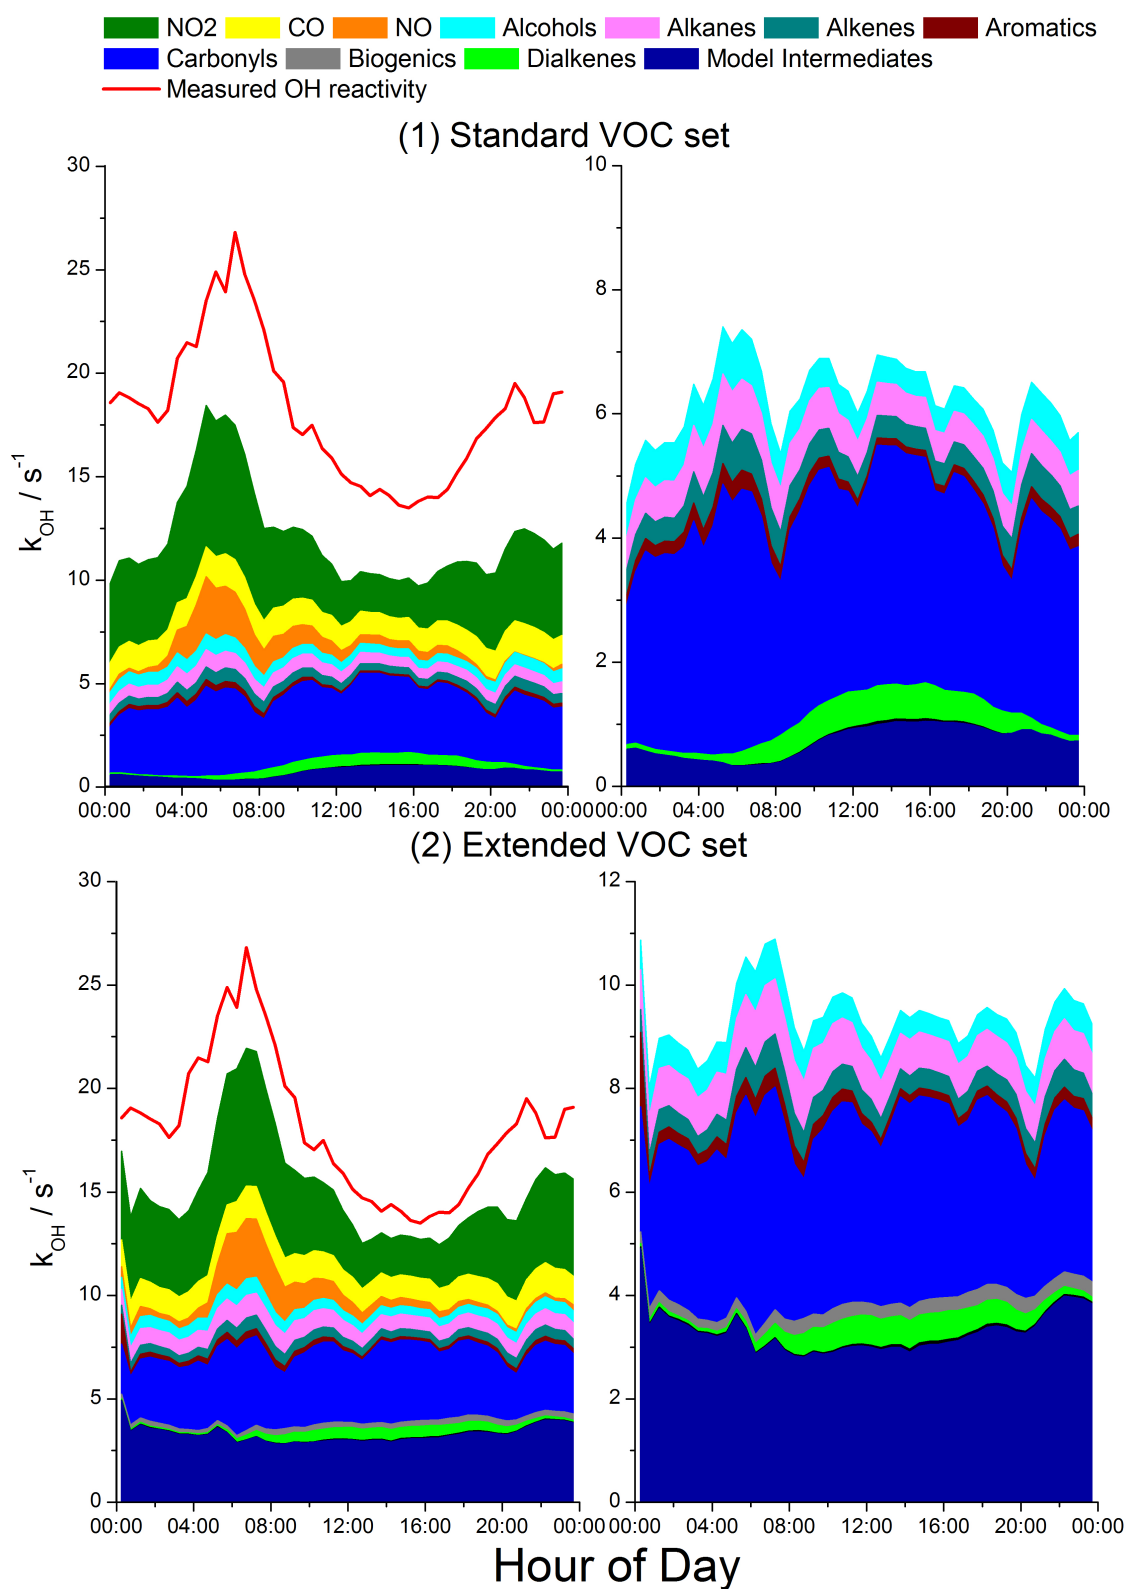 NO2 CO NO Alcohols Alkanes Alkenes Aromatics
Carbonyls Biogenics Dialkenes Model Intermediates
Measured OH reactivity
(1) Standard VOC set
30
25
20
15
10
5
0
kOH / s-1
00:00 04:00 08:00 12:00 16:00 20:00 00:00
10
8
6
4
2
0
00:00 04:00 08:00 12:00 16:00 20:00 00:00
(2) Extended VOC set
30
25
20
15
10
5
0
kOH / s-1
00:00 04:00 08:00 12:00 16:00 20:00 00:00
12
10
8
6
4
2
0
00:00 04:00 08:00 12:00 16:00 20:00 00:00
Hour of Day